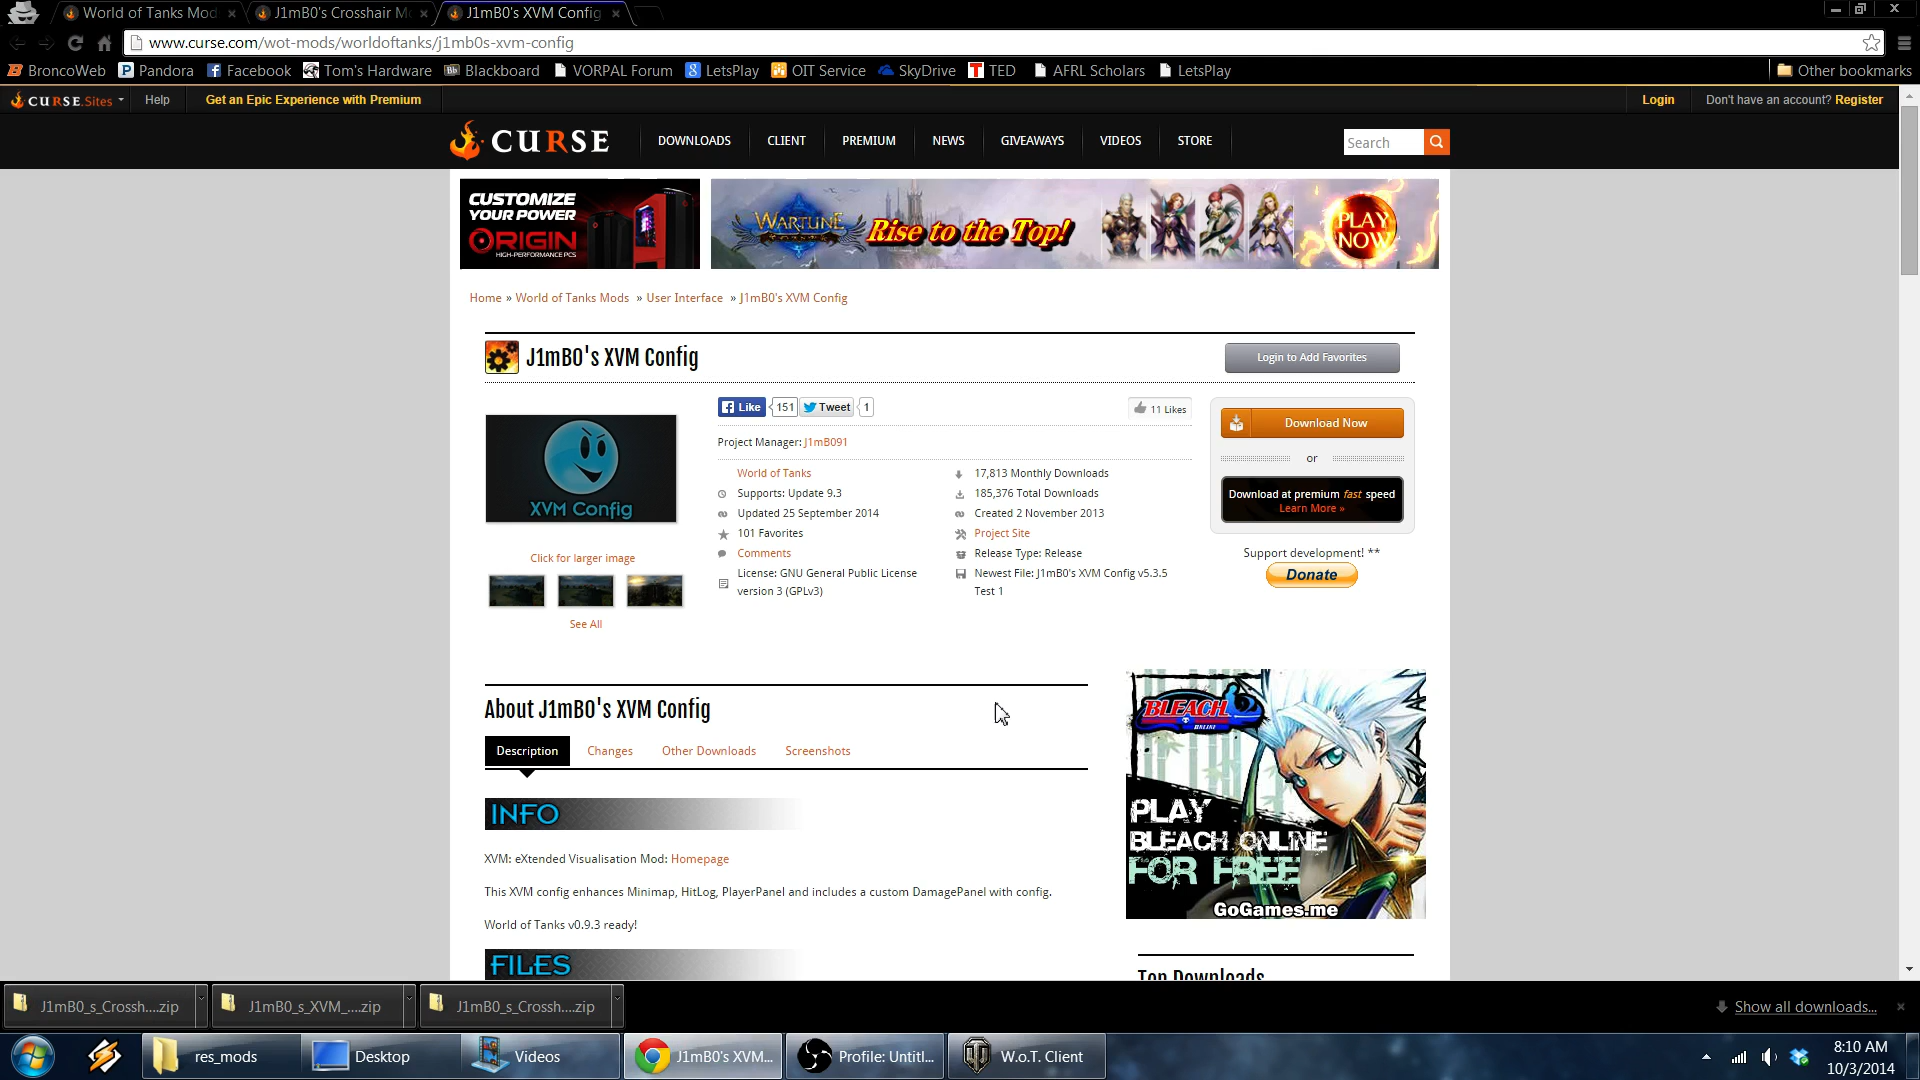 World of Tanks Mod
J1mB0's Crosshair M
J1mB0's XVM Config
www.curse.com/wot-mods/worldoftanks/j1mb0s-xvm-config
BroncoWeb
Pandora
Facebook
Tom's Hardware
Blackboard
VORPAL Forum
LetsPlay
OIT Service
SkyDrive
TED
AFRL Scholars
LetsPlay
Other bookmarks
CURSE.Sites
Help
Get an Epic Experience with Premium
Login
Don't have an account? Register
CURSE
DOWNLOADS
CLIENT
PREMIUM
NEWS
GIVEAWAYS
VIDEOS
STORE
Search
CUSTOMIZE
YOUR POWER
ORIGIN
HIGH-PERFORMANCE PCS
WARTUNE
Rise to the Top!
PLAY
NOW
Home » World of Tanks Mods » User Interface » J1mB0's XVM Config
J1mB0's XVM Config
Login to Add Favorites
XVM Config
Click for larger image
See All
Like 151
Tweet 1
11 Likes
Project Manager: J1mB091
World of Tanks
Supports: Update 9.3
Updated 25 September 2014
101 Favorites
Comments
License: GNU General Public License
version 3 (GPLv3)
17,813 Monthly Downloads
185,376 Total Downloads
Created 2 November 2013
Project Site
Release Type: Release
Newest File: J1mB0's XVM Config v5.3.5
Test 1
Download Now
or
Download at premium fast speed
Learn More »
Support development! **
Donate
About J1mB0's XVM Config
Description
Changes
Other Downloads
Screenshots
INFO
XVM: eXtended Visualisation Mod: Homepage
This XVM config enhances Minimap, HitLog, PlayerPanel and includes a custom DamagePanel with config.
World of Tanks v0.9.3 ready!
FILES
BLEACH
ONLINE
PLAY
BLEACH ONLINE
FOR FREE
GoGames.me
Top Downloads
J1mB0_s_Crossh....zip
J1mB0_s_XVM_....zip
J1mB0_s_Crossh....zip
Show all downloads...
res_mods
Desktop
Videos
J1mB0's XVM...
Profile: Untitl...
W.o.T. Client
8:10 AM
10/3/2014